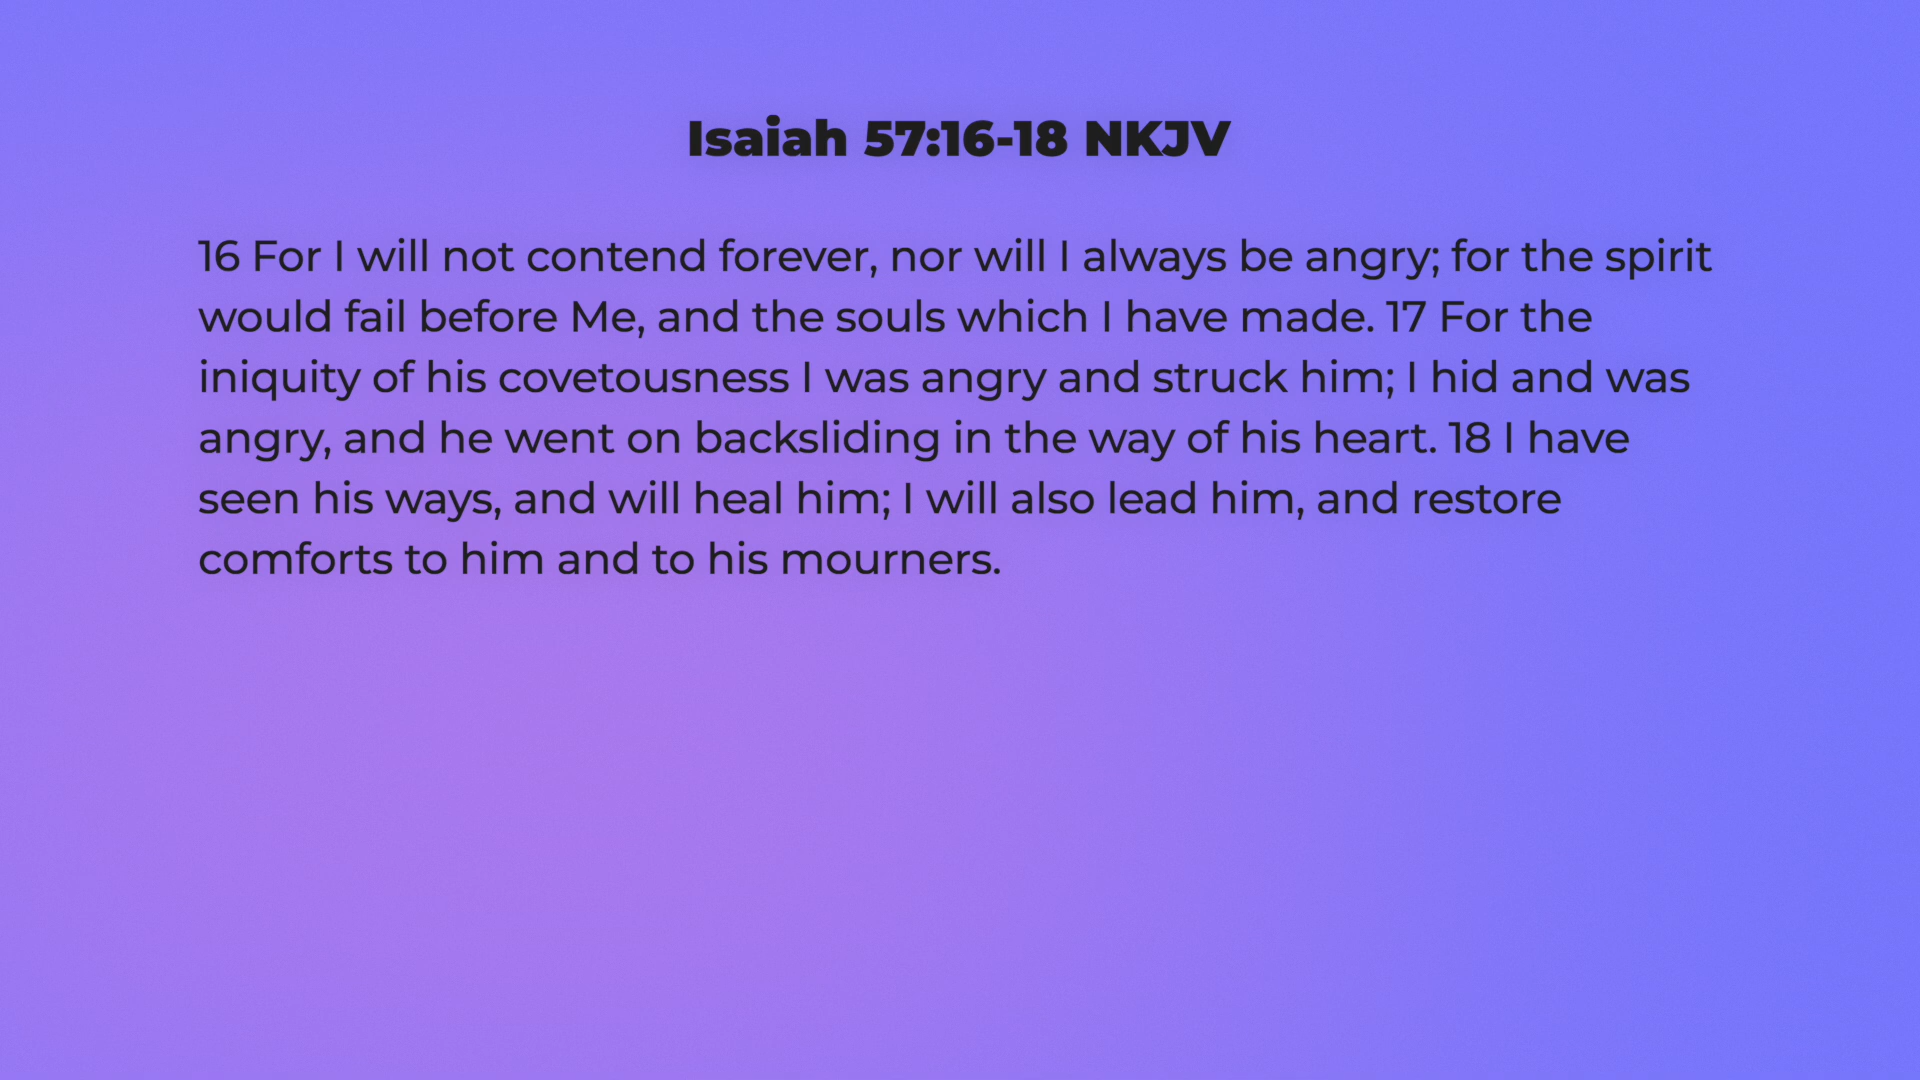 Isaiah 57:16-18 NKJV
16 For I will not contend forever, nor will I always be angry; for the spirit
would fail before Me, and the souls which I have made. 17 For the
iniquity of his covetousness I was angry and struck him; I hid and was
angry, and he went on backsliding in the way of his heart. 18 I have
seen his ways, and will heal him; I will also lead him, and restore
comforts to him and to his mourners.